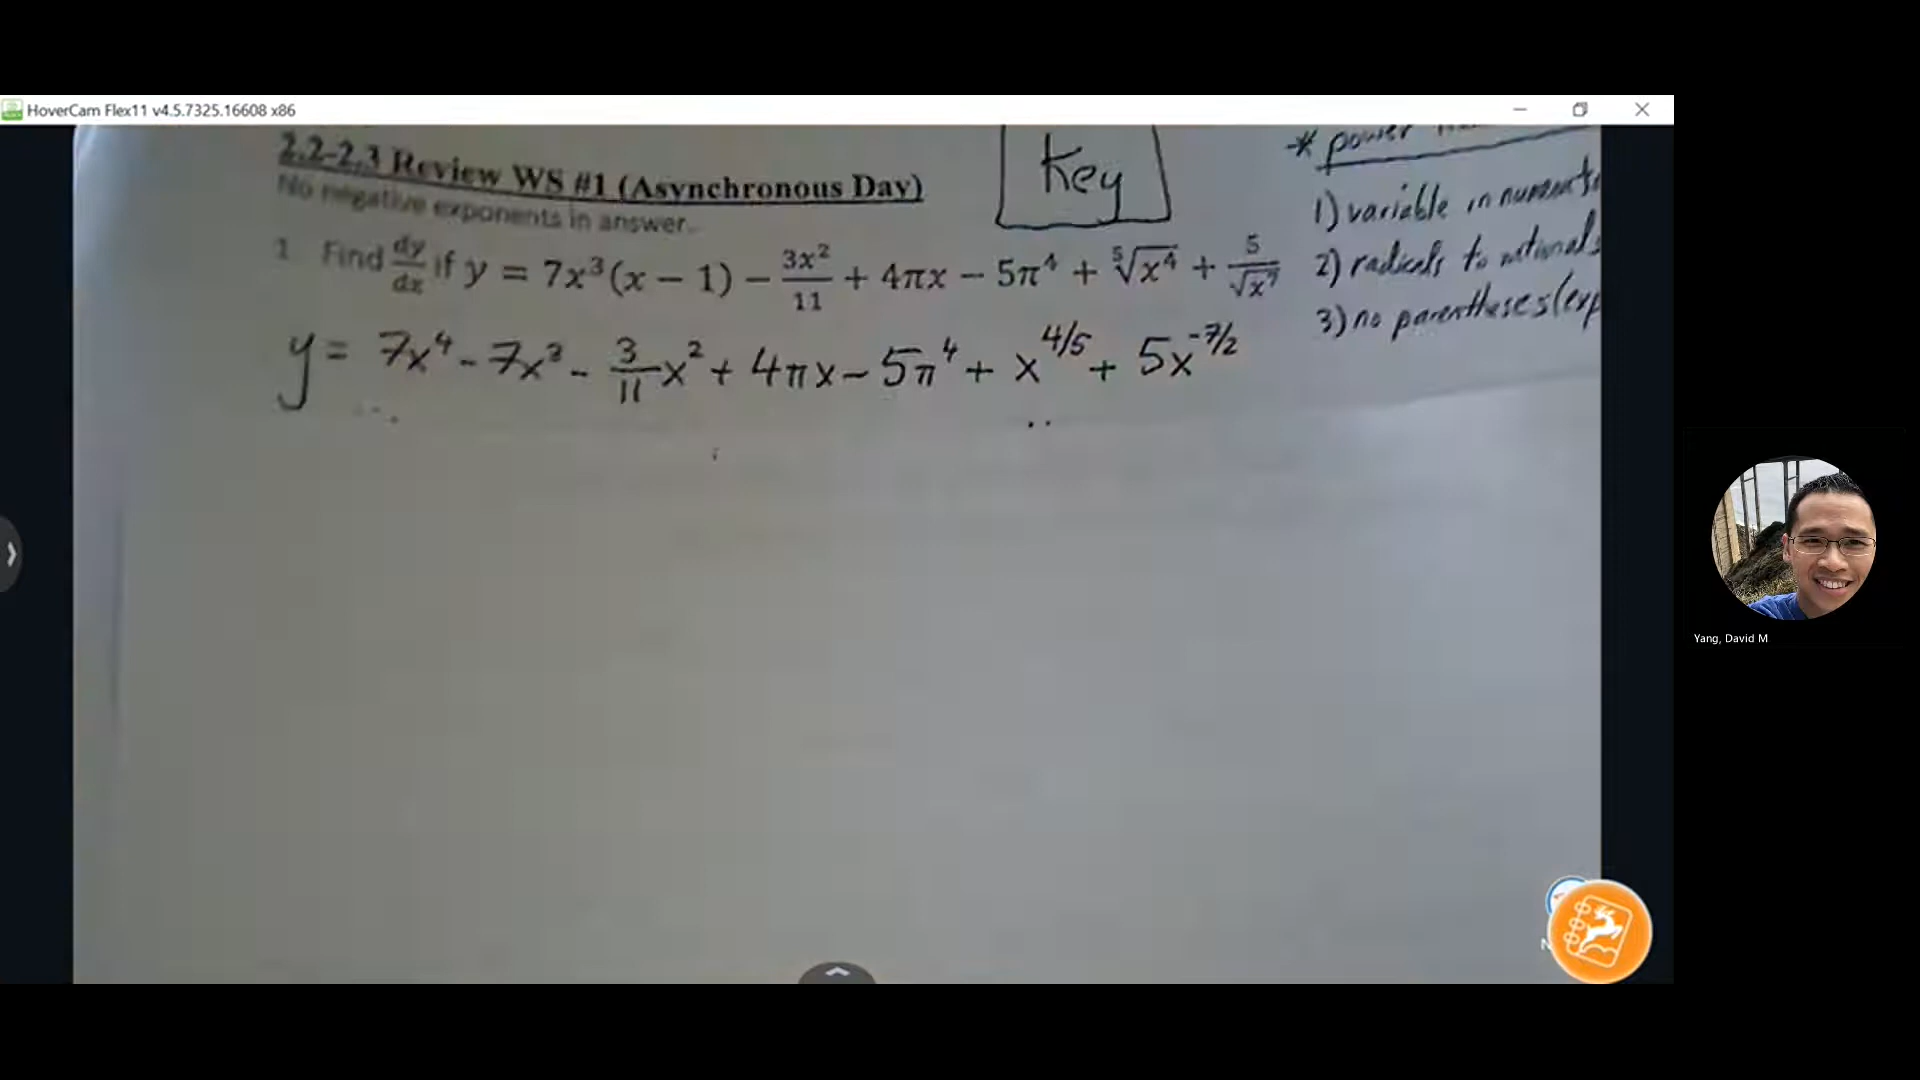 HoverCam Flex11 v4.5.7325.16608 x86
2.2-2.3 Review WS #1 (Asynchronous Day)
Key
No negative exponents in answer.
1. Find dy/dx if y = 7x³(x − 1) − 3x²/11 + 4πx − 5π⁴ + ⁵√x⁴ + 5/√x⁷
y = 7x⁴ - 7x³ - 3/11 x² + 4πx - 5π⁴ + x^4/5 + 5x^-7/2
* power
1) variable in
2) radicals to
3) no parentheses (exp
Yang, David M